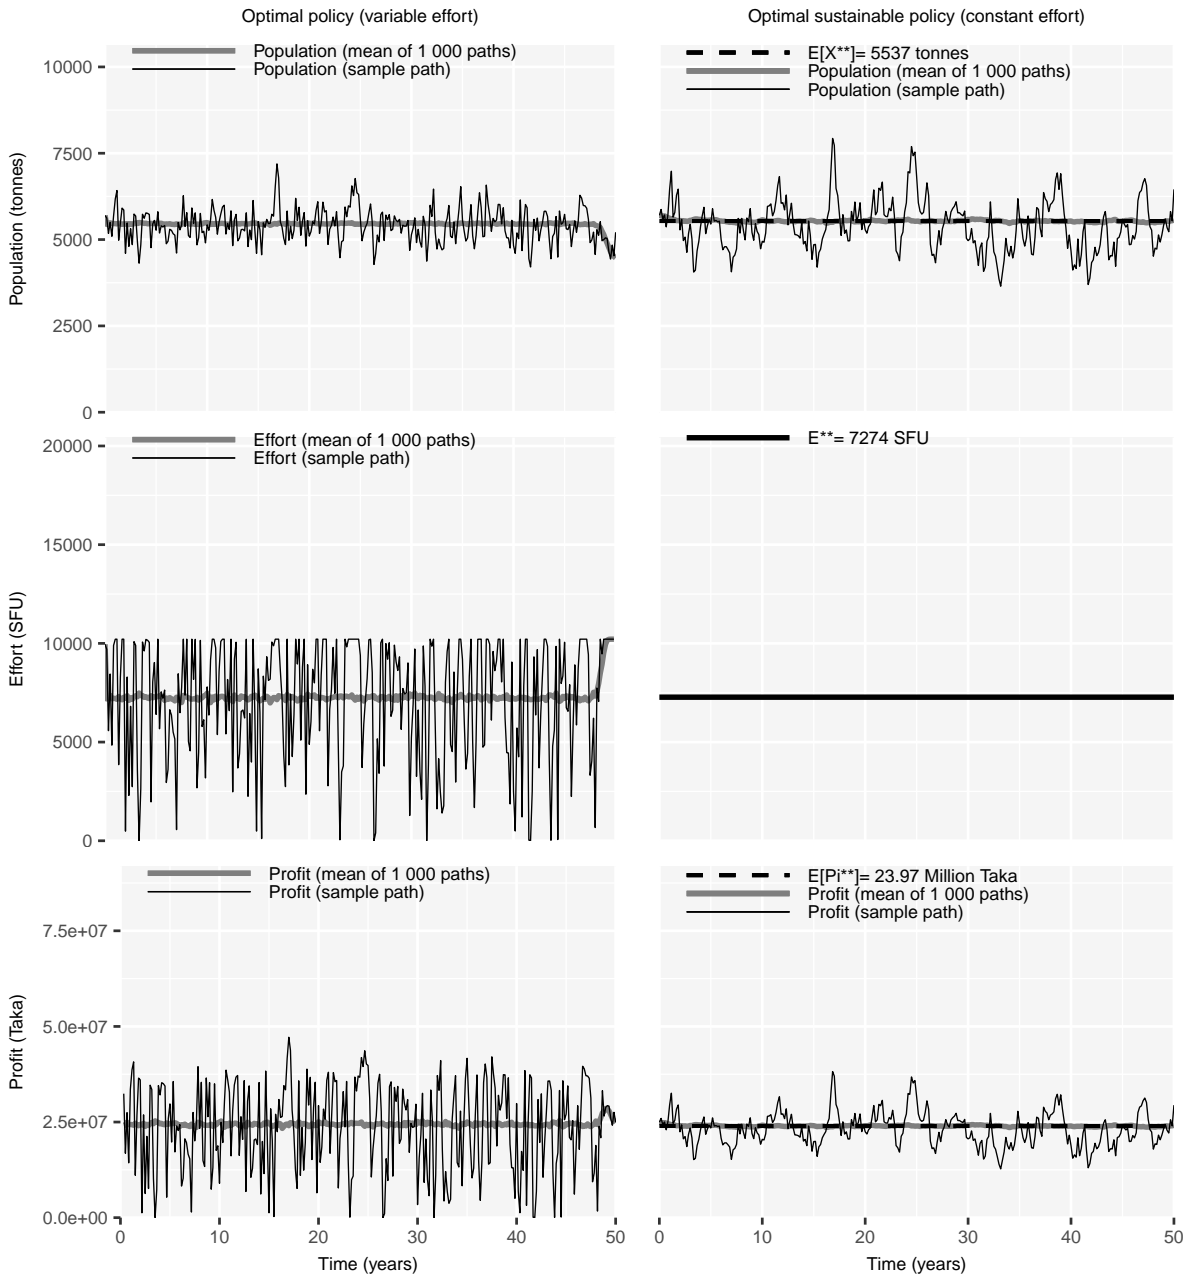 Optimal policy (variable effort)
Optimal sustainable policy (constant effort)
Population (mean of 1 000 paths)
Population (sample path)
E[X**]= 5537 tonnes
Population (mean of 1 000 paths)
Population (sample path)
Population (tonnes)
10000
7500
5000
2500
0
Effort (mean of 1 000 paths)
Effort (sample path)
E**= 7274 SFU
Effort (SFU)
20000
15000
10000
5000
0
Profit (mean of 1 000 paths)
Profit (sample path)
E[Pi**]= 23.97 Million Taka
Profit (mean of 1 000 paths)
Profit (sample path)
Profit (Taka)
7.5e+07
5.0e+07
2.5e+07
0.0e+00
0 10 20 30 40 50
0 10 20 30 40 50
Time (years)
Time (years)